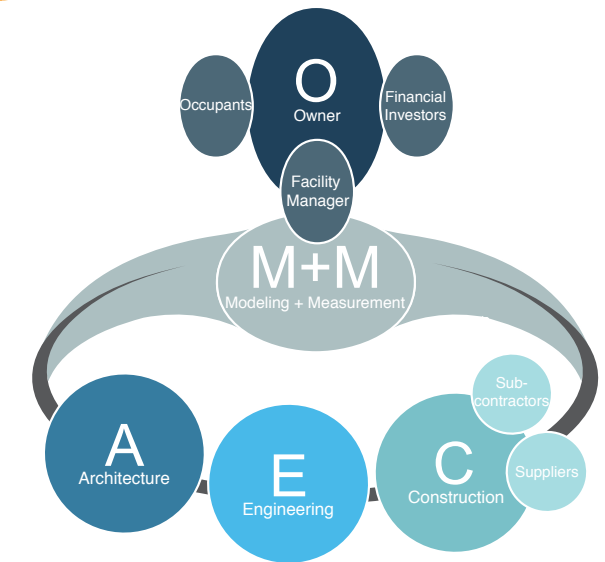 O
Owner
Occupants
Financial
Investors
Facility
Manager
M+M
Modeling + Measurement
A
Architecture
E
Engineering
C
Construction
Sub-
contractors
Suppliers